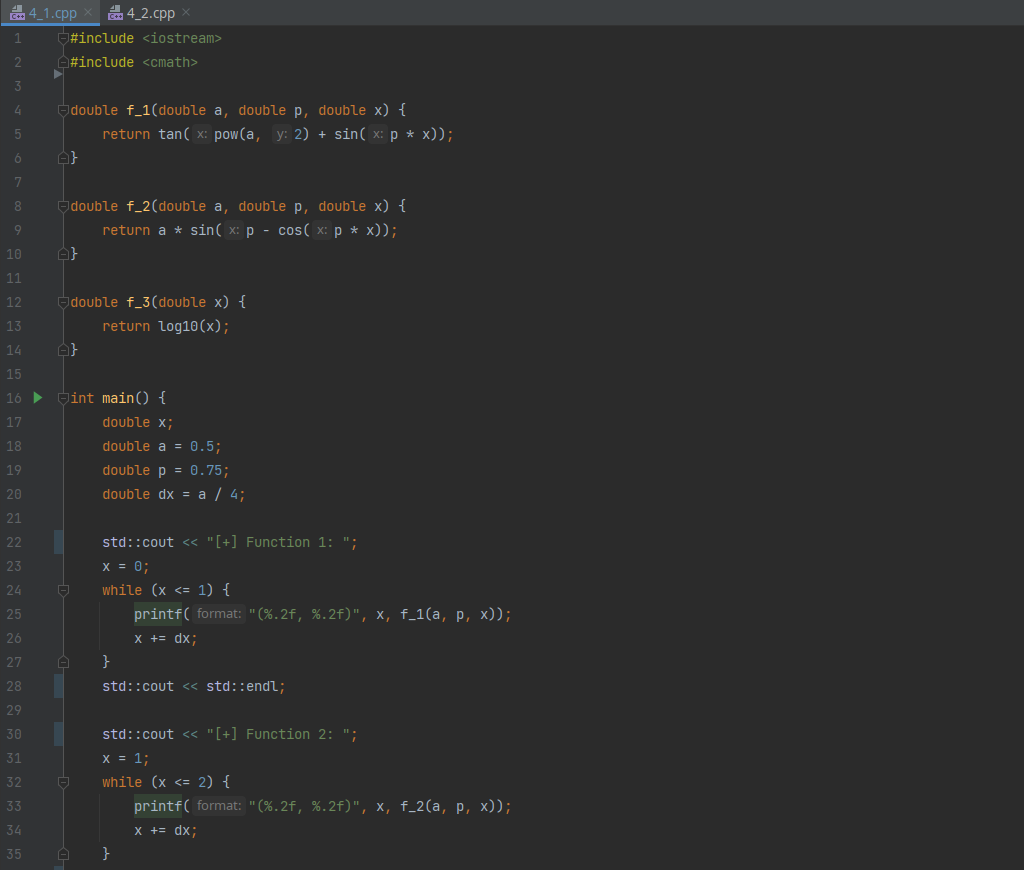 4_1.cpp 4_2.cpp
1 #include <iostream>
2 #include <cmath>
3
4 double f_1(double a, double p, double x) {
5 return tan( x: pow(a, y: 2) + sin( x: p * x));
6 }
7
8 double f_2(double a, double p, double x) {
9 return a * sin( x: p - cos( x: p * x));
10 }
11
12 double f_3(double x) {
13 return log10(x);
14 }
15
16 int main() {
17 double x;
18 double a = 0.5;
19 double p = 0.75;
20 double dx = a / 4;
21
22 std::cout << "[+] Function 1: ";
23 x = 0;
24 while (x <= 1) {
25 printf( format: "(%.2f, %.2f)", x, f_1(a, p, x));
26 x += dx;
27 }
28 std::cout << std::endl;
29
30 std::cout << "[+] Function 2: ";
31 x = 1;
32 while (x <= 2) {
33 printf( format: "(%.2f, %.2f)", x, f_2(a, p, x));
34 x += dx;
35 }